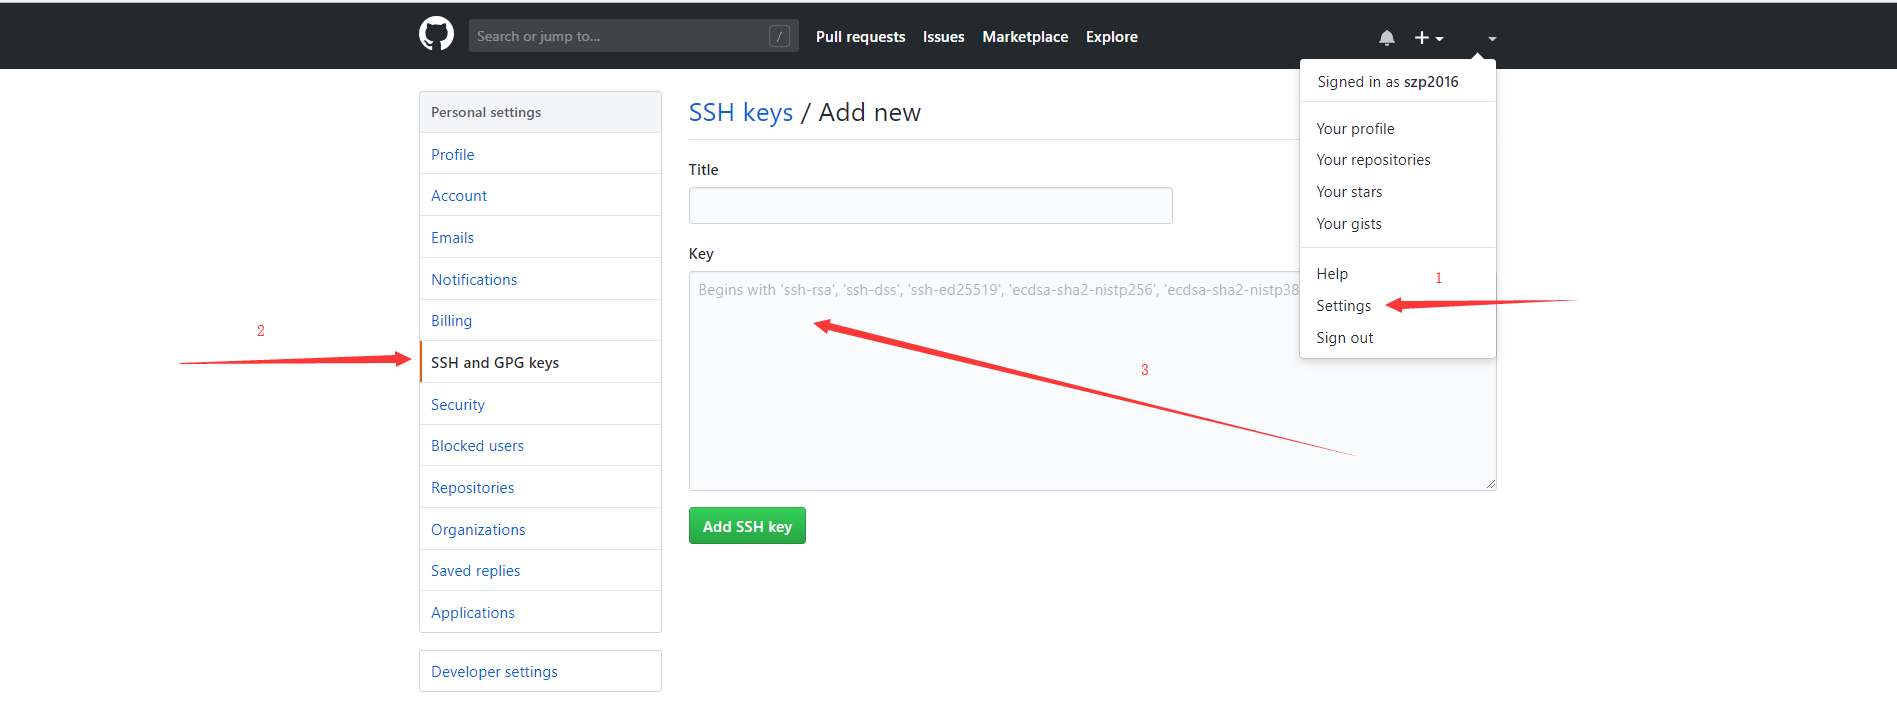 Search or jump to...
/
Pull requests
Issues
Marketplace
Explore
Signed in as szp2016
Your profile
Your repositories
Your stars
Your gists
Help
Settings
Sign out
1
Personal settings
Profile
Account
Emails
Notifications
Billing
SSH and GPG keys
Security
Blocked users
Repositories
Organizations
Saved replies
Applications
Developer settings
2
SSH keys / Add new
Title
Key
Begins with 'ssh-rsa', 'ssh-dss', 'ssh-ed25519', 'ecdsa-sha2-nistp256', 'ecdsa-sha2-nistp38
3
Add SSH key